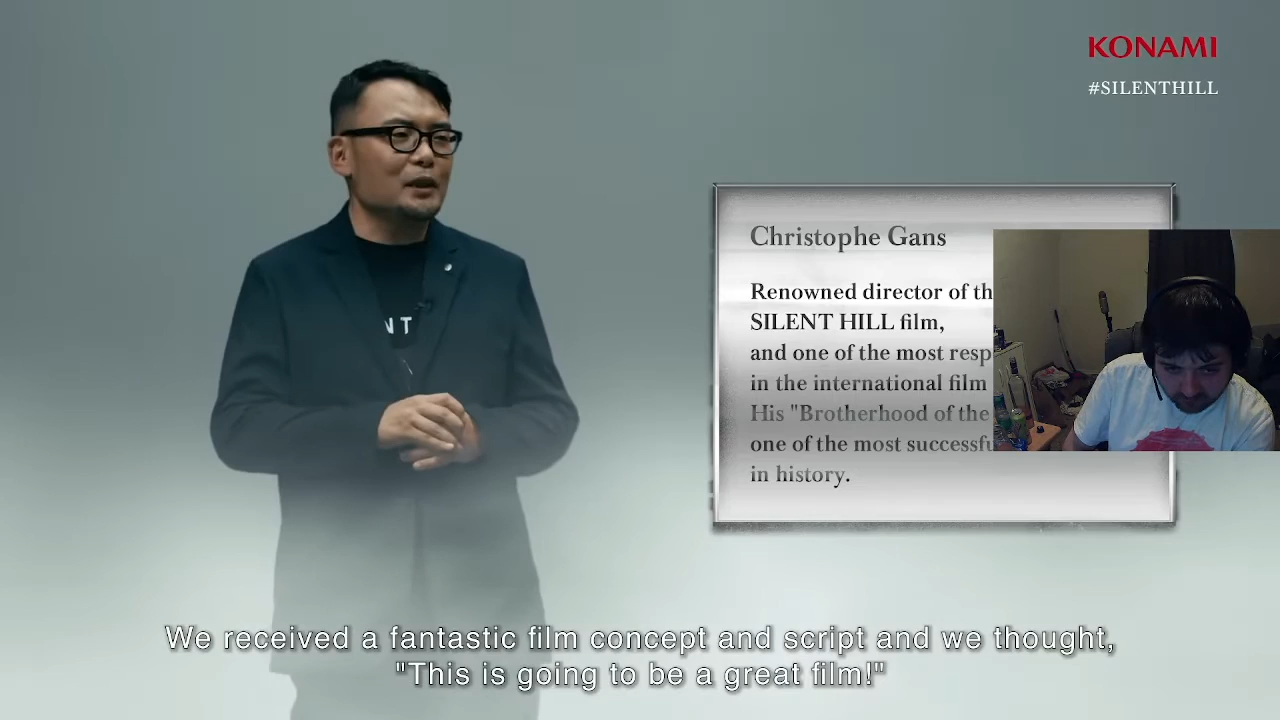 KONAMI
#SILENTHILL
Christophe Gans
Renowned director of th
SILENT HILL film,
and one of the most resp
in the international film
His "Brotherhood of the
one of the most successfu
in history.
NT
We received a fantastic film concept and script and we thought,
"This is going to be a great film!"